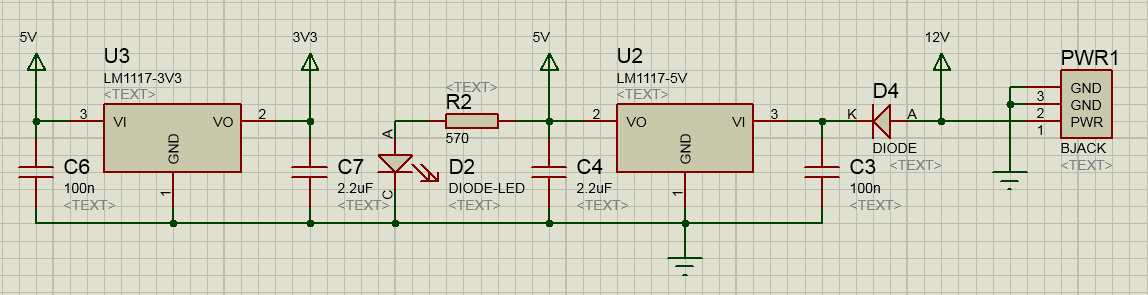 5V
U3
LM1117-3V3
<TEXT>
3
VI
VO
2
GND
1
C6
100n
<TEXT>
3V3
C7
2.2uF
<TEXT>
<TEXT>
R2
570
A
C
D2
DIODE-LED
<TEXT>
5V
C4
2.2uF
<TEXT>
U2
LM1117-5V
<TEXT>
2
VO
VI
3
GND
1
C3
100n
<TEXT>
D4
K
A
DIODE
<TEXT>
12V
PWR1
GND
3
GND
2
PWR
1
BJACK
<TEXT>